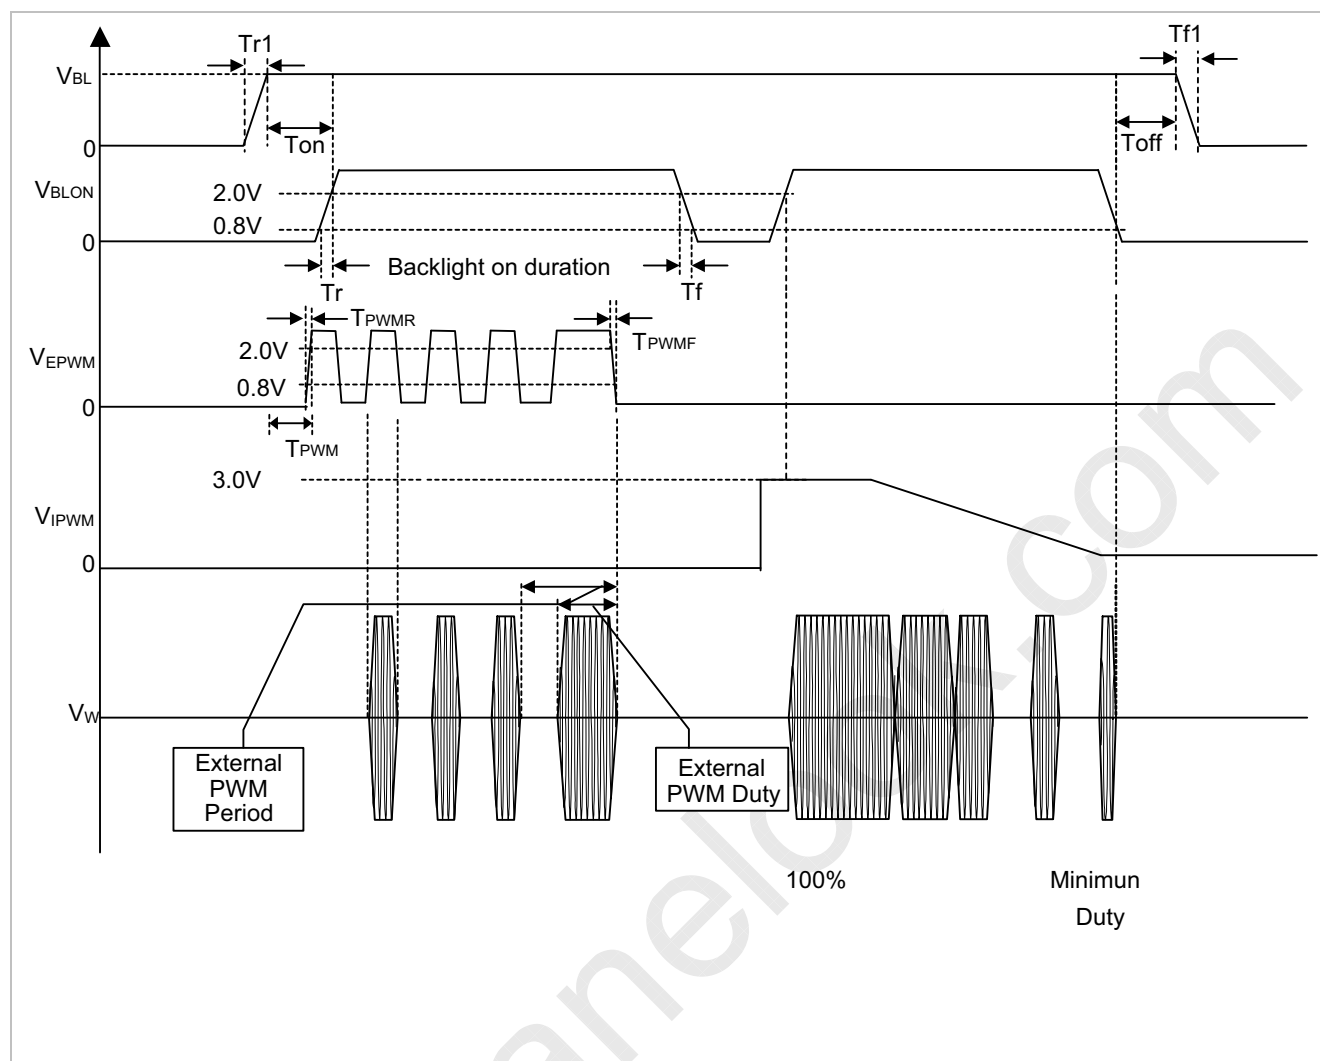 Tr1
Tf1
VBL
Ton
Toff
0
VBLON
2.0V
0.8V
0
Backlight on duration
Tr
Tf
TPWMR
TPWMF
VEPWM
2.0V
0.8V
0
TPWM
3.0V
VIPWM
0
VW
External
PWM
Period
External
PWM Duty
100%
Minimun
Duty
anelook.com